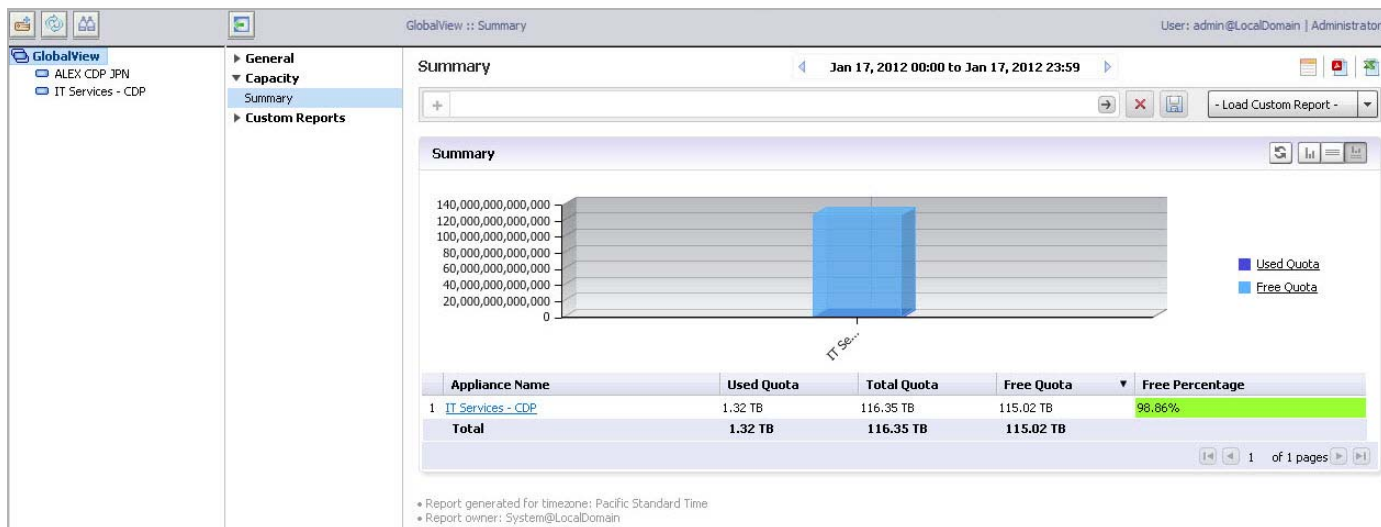 GlobalView :: Summary
User: admin@LocalDomain | Administrator
GlobalView
ALEX CDP JPN
IT Services - CDP
General
Capacity
Summary
Custom Reports
Summary
Jan 17, 2012 00:00 to Jan 17, 2012 23:59
- Load Custom Report -
Summary
140,000,000,000,000
120,000,000,000,000
100,000,000,000,000
80,000,000,000,000
60,000,000,000,000
40,000,000,000,000
20,000,000,000,000
0
IT Se...
Used Quota
Free Quota
Appliance Name Used Quota Total Quota Free Quota Free Percentage
1 IT Services - CDP 1.32 TB 116.35 TB 115.02 TB 98.86%
Total 1.32 TB 116.35 TB 115.02 TB
1 of 1 pages
• Report generated for timezone: Pacific Standard Time
• Report owner: System@LocalDomain